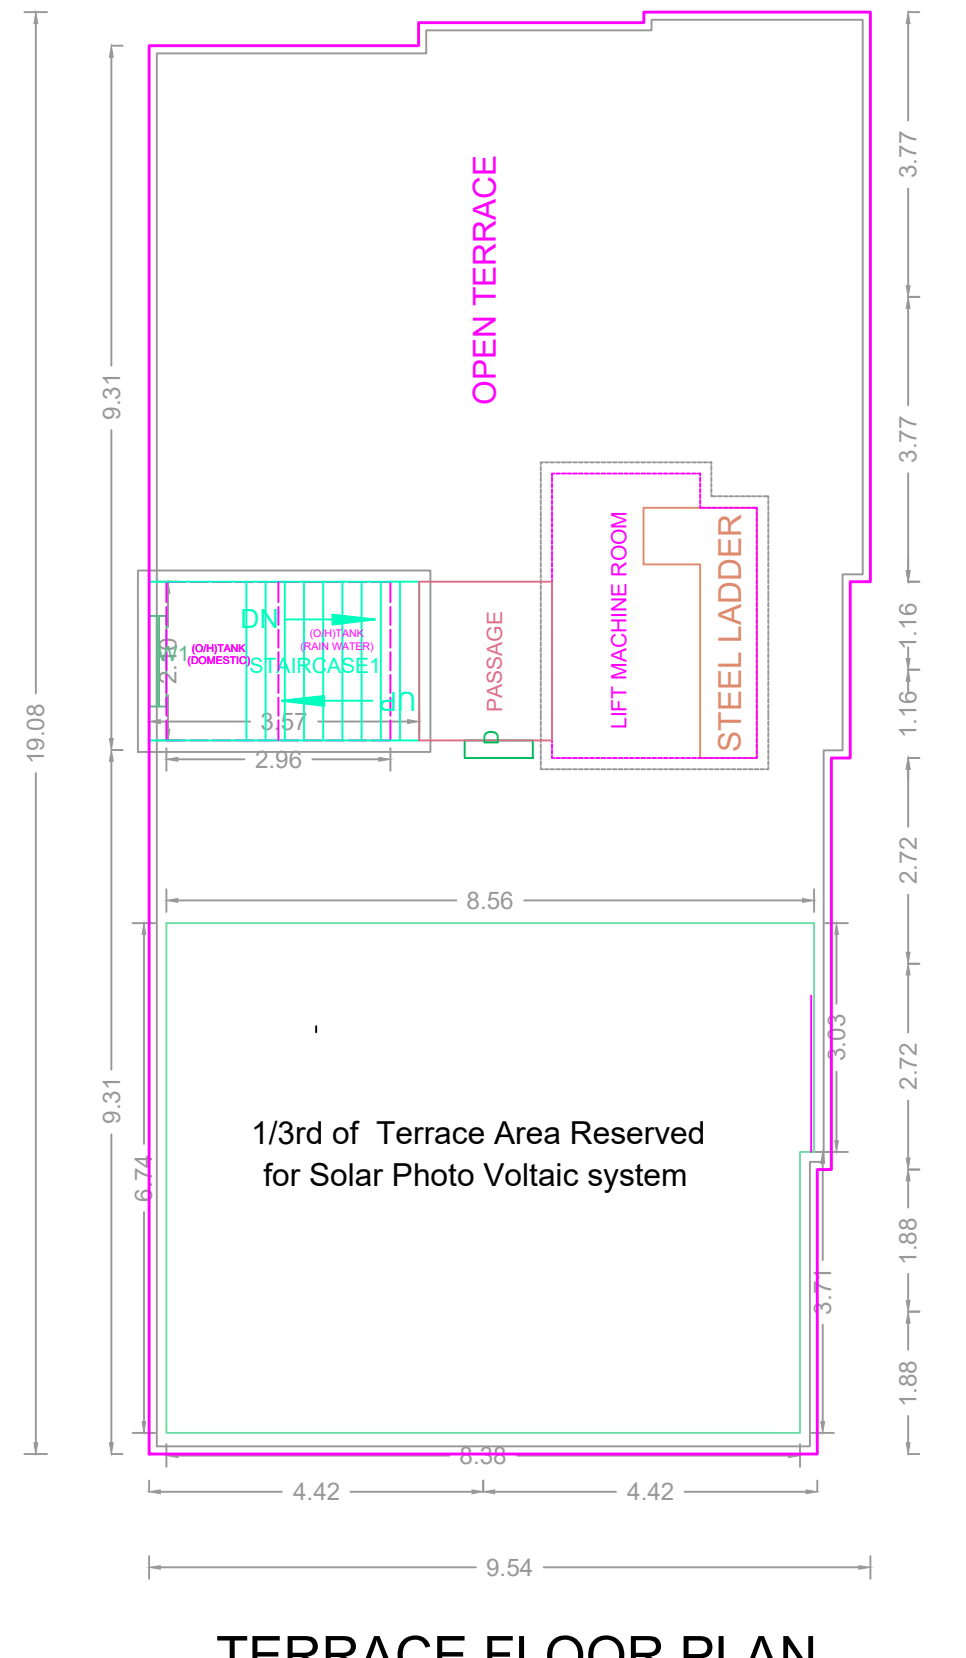 3.77
OPEN TERRACE
3.77
9.31
LIFT MACHINE ROOM
STEEL LADDER
PASSAGE
DN
(O/H)TANK
(RAIN WATER)
(O/H)TANK
(DOMESTIC)
STAIRCASE1
UP
1.16
1.16
3.57
D
19.08
2.96
2.72
8.56
3.03
2.72
9.31
1/3rd of Terrace Area Reserved
for Solar Photo Voltaic system
6.74
1.88
3.71
1.88
8.38
4.42
4.42
9.54
TERRACE FLOOR PLAN